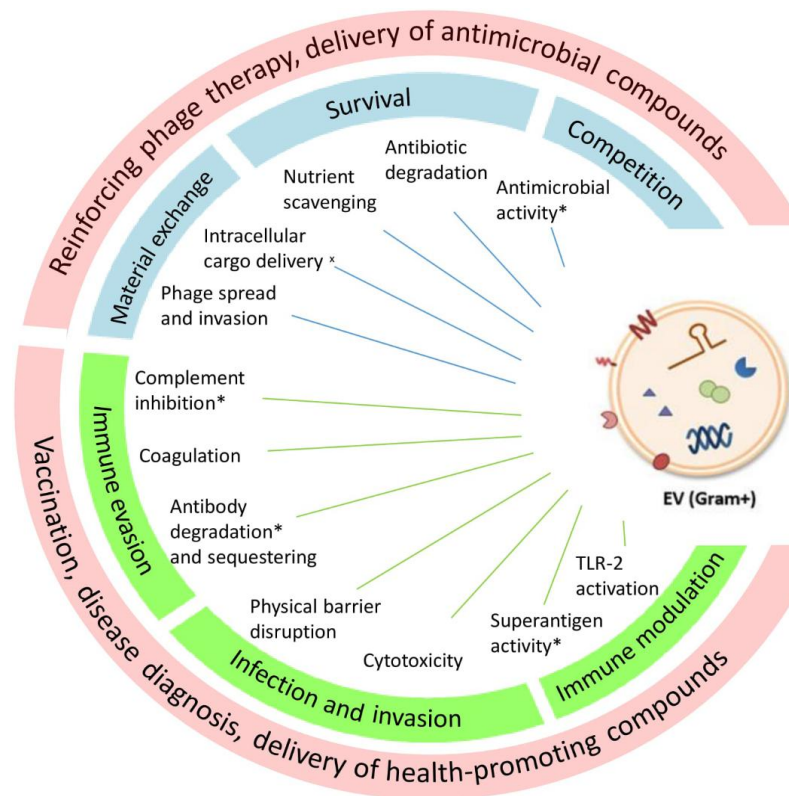 Reinforcing phage therapy, delivery of antimicrobial compounds
Survival
Competition
Material exchange
Antibiotic
degradation
Nutrient
scavenging
Antimicrobial
activity*
Intracellular
cargo delivery x
Phage spread
and invasion
Complement
inhibition*
Coagulation
Antibody
degradation*
and sequestering
Physical barrier
disruption
Cytotoxicity
Superantigen
activity*
TLR-2
activation
EV (Gram+)
Immune evasion
Infection and invasion
Immune modulation
Vaccination, disease diagnosis, delivery of health-promoting compounds